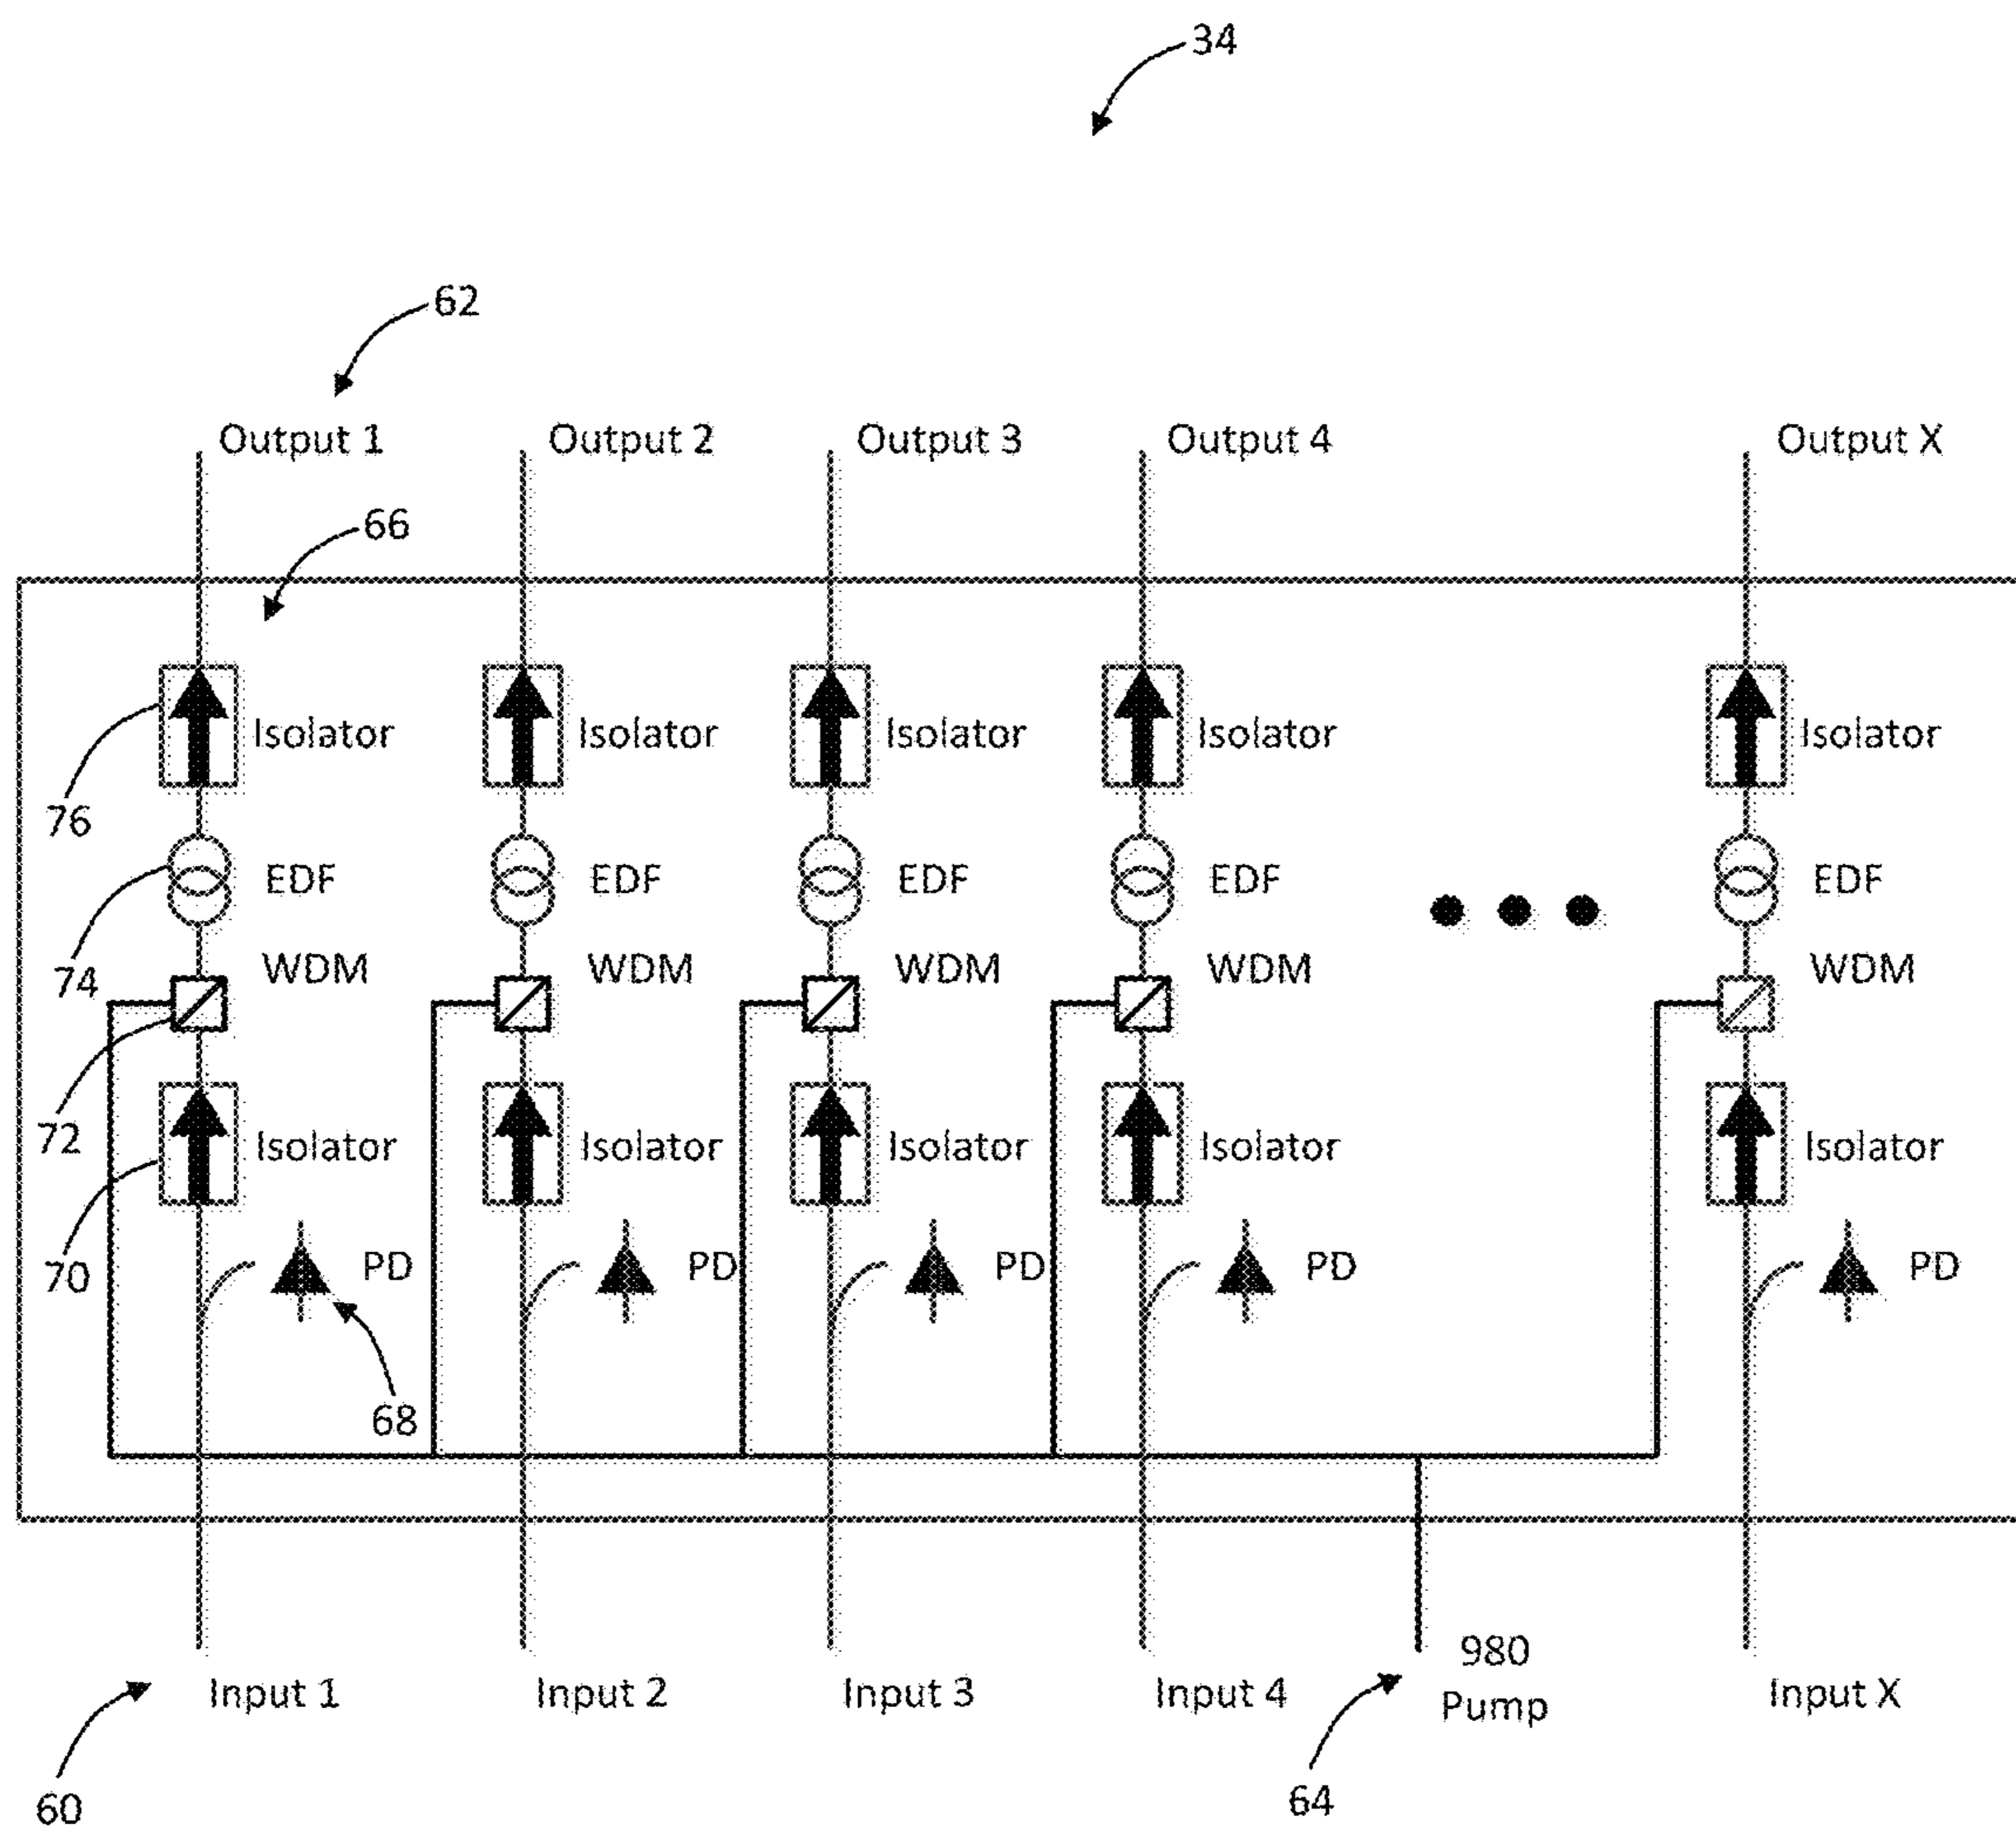 34
62
Output 1 Output 2 Output 3 Output 4 Output X
66
Isolator Isolator Isolator Isolator Isolator
76
EDF EDF EDF EDF EDF
74 WDM WDM WDM WDM WDM
72 Isolator Isolator Isolator Isolator Isolator
70 PD PD PD PD PD
68
980
Pump
Input 1 Input 2 Input 3 Input 4 Input X
60 64